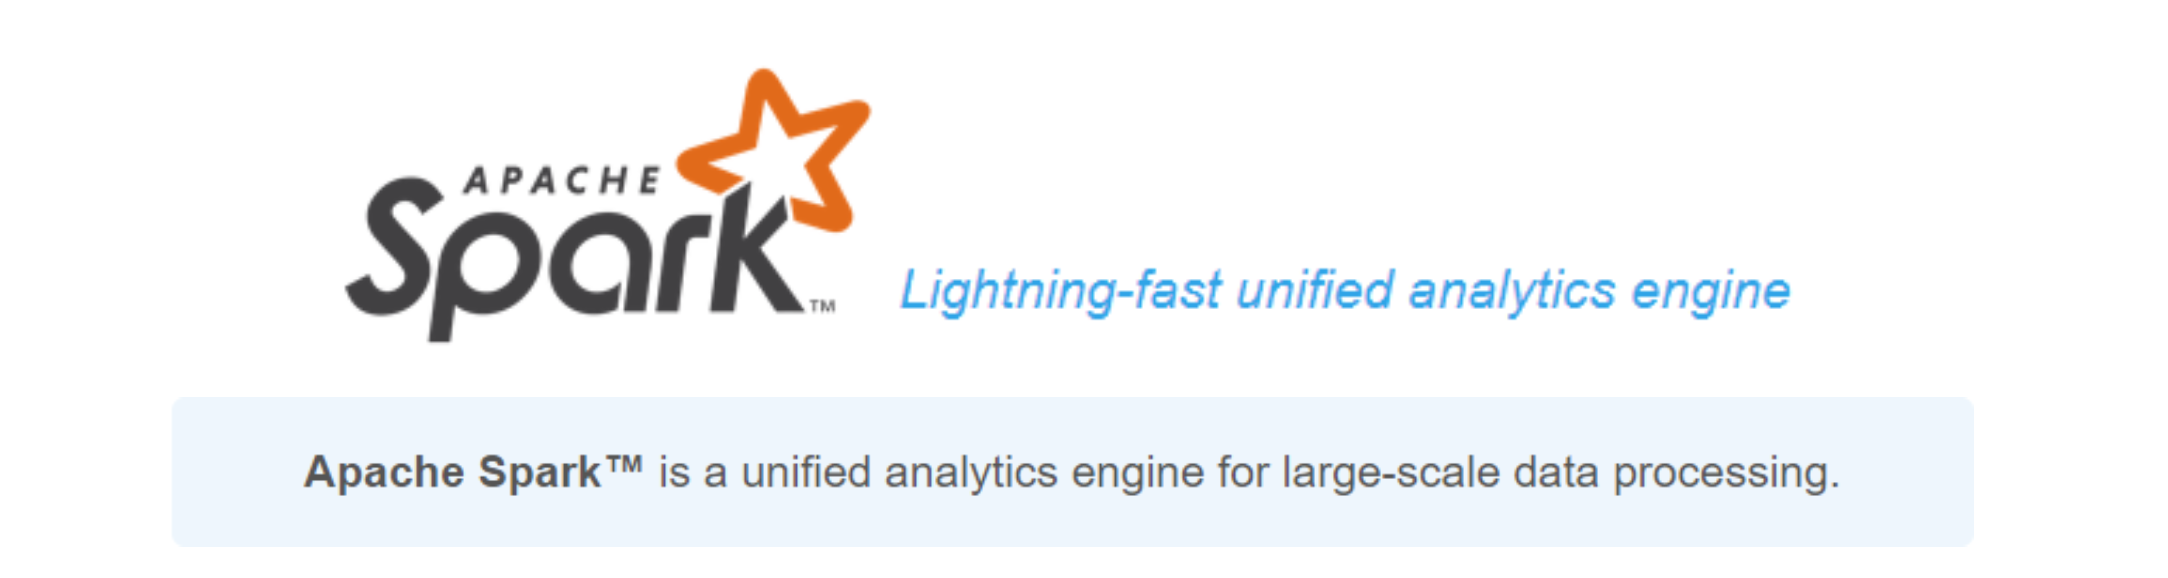 APACHE
Spark™
Lightning-fast unified analytics engine
Apache Spark™ is a unified analytics engine for large-scale data processing.